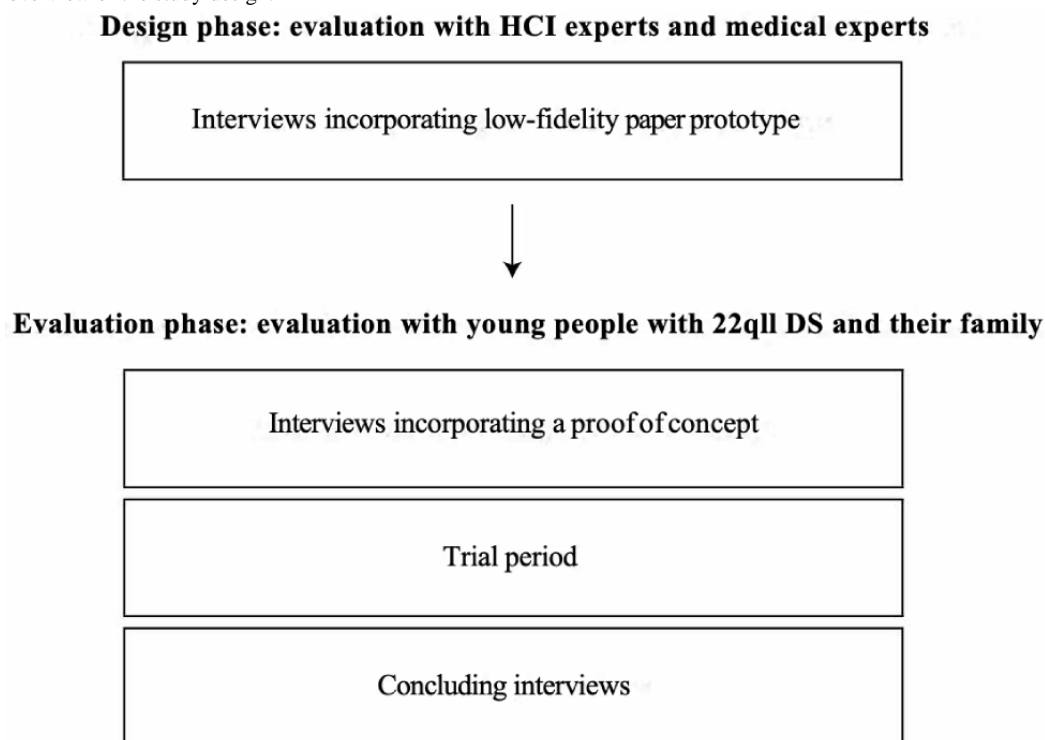 Design phase: evaluation with HCI experts and medical experts
Interviews incorporating low-fidelity paper prototype
Evaluation phase: evaluation with young people with 22qll DS and their family
Interviews incorporating a proof of concept
Trial period
Concluding interviews